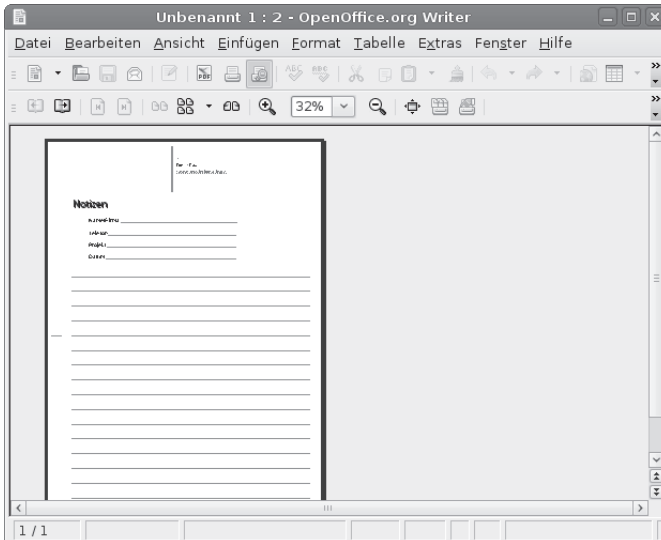 Unbenannt 1 : 2 - OpenOffice.org Writer
Datei Bearbeiten Ansicht Einfügen Format Tabelle Extras Fenster Hilfe
32%
Notizen
Projekt
1 / 1